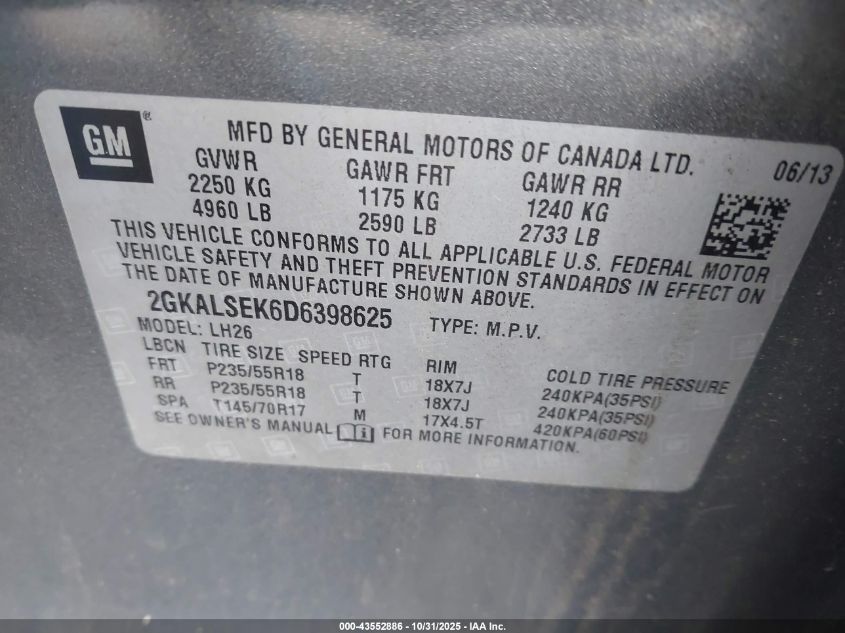 GM®
MFD BY GENERAL MOTORS OF CANADA LTD. 06/13
GVWR GAWR FRT GAWR RR
2250 KG 1175 KG 1240 KG
4960 LB 2590 LB 2733 LB
THIS VEHICLE CONFORMS TO ALL APPLICABLE U.S. FEDERAL MOTOR
VEHICLE SAFETY AND THEFT PREVENTION STANDARDS IN EFFECT ON
THE DATE OF MANUFACTURE SHOWN ABOVE.
2GKALSEK6D6398625 TYPE: M.P.V.
MODEL: LH26
LBCN TIRE SIZE SPEED RTG RIM COLD TIRE PRESSURE
FRT P235/55R18 T 18X7J 240KPA(35PSI)
RR P235/55R18 T 18X7J 240KPA(35PSI)
SPA T145/70R17 M 17X4.5T 420KPA(60PSI)
SEE OWNER'S MANUAL FOR MORE INFORMATION.
000-43552886 - 10/31/2025 - IAA Inc.